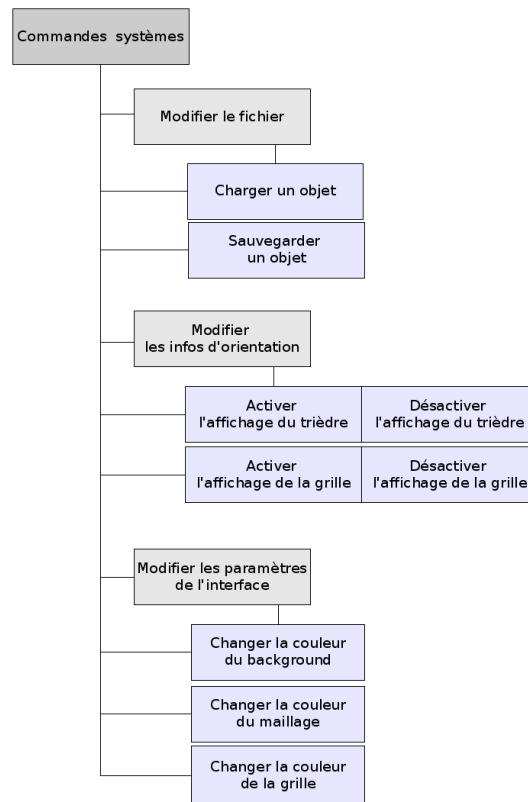 Commandes systèmes
Modifier le fichier
Charger un objet
Sauvegarder
un objet
Modifier
les infos d'orientation
Activer
l'affichage du trièdre
Désactiver
l'affichage du trièdre
Activer
l'affichage de la grille
Désactiver
l'affichage de la grille
Modifier les paramètres
de l'interface
Changer la couleur
du background
Changer la couleur
du maillage
Changer la couleur
de la grille